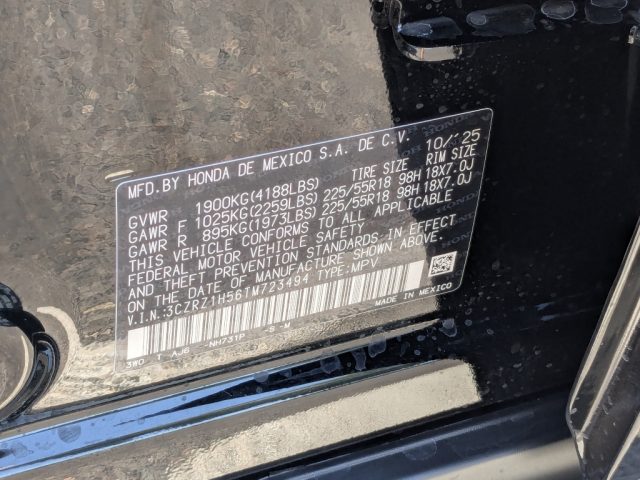 MFD.BY HONDA DE MEXICO S.A. DE C.V. 10/'25
TIRE SIZE RIM SIZE
GVWR 1900KG(4188LBS)
GAWR F 1025KG(2259LBS) 225/55R18 98H 18X7.0J
GAWR R 895KG(1973LBS) 225/55R18 98H 18X7.0J
THIS VEHICLE CONFORMS TO ALL APPLICABLE
FEDERAL MOTOR VEHICLE SAFETY
AND THEFT PREVENTION STANDARDS IN EFFECT
ON THE DATE OF MANUFACTURE SHOWN ABOVE.
V.I.N.:3CZRZ1H56TM723494 TYPE:MPV
MADE IN MEXICO
3W0 T AJ6 -NH731P -S-M